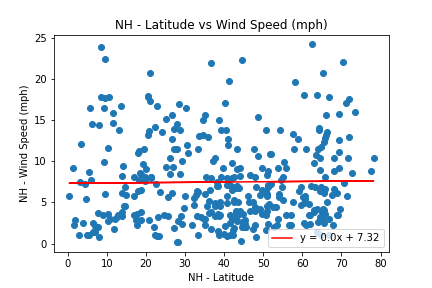 NH - Latitude vs Wind Speed (mph)
25
20
15
10
5
0
NH - Wind Speed (mph)
y = 0.0x + 7.32
0 10 20 30 40 50 60 70 80
NH - Latitude